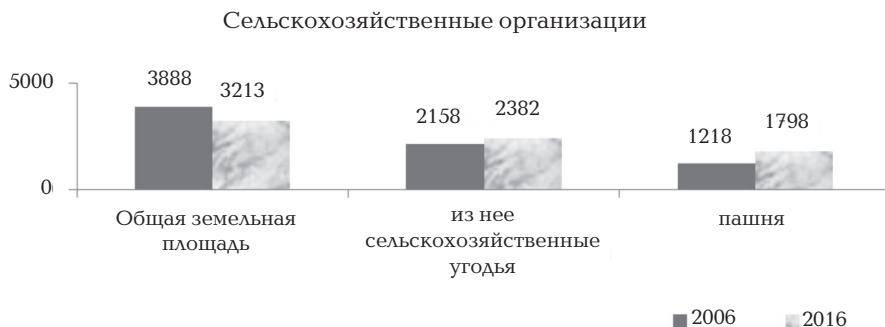 Сельскохозяйственные организации
5000
0
3888
3213
2158
2382
1218
1798
Общая земельная
площадь
из нее
сельскохозяйственные
угодья
пашня
2006
2016